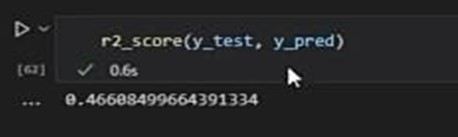 r2_score(y_test, y_pred)
[62]
0.6s
... 0.46608499664391334